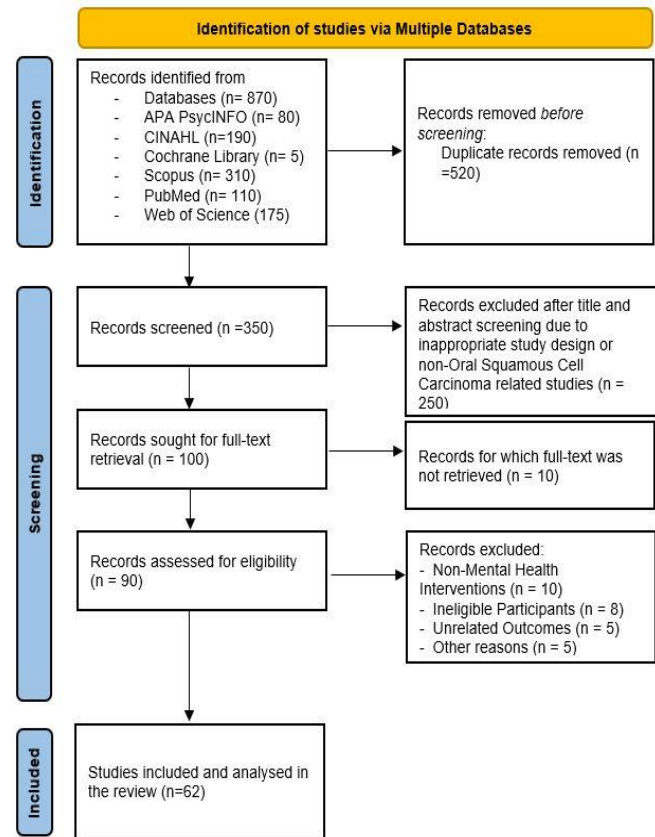 Identification of studies via Multiple Databases
Identification
Records identified from
- Databases (n= 870)
- APA PsycINFO (n= 80)
- CINAHL (n=190)
- Cochrane Library (n= 5)
- Scopus (n= 310)
- PubMed (n= 110)
- Web of Science (175)
Records removed before
screening:
Duplicate records removed (n
=520)
Screening
Records screened (n =350)
Records excluded after title and
abstract screening due to
inappropriate study design or
non-Oral Squamous Cell
Carcinoma related studies (n =
250)
Records sought for full-text
retrieval (n = 100)
Records for which full-text was
not retrieved (n = 10)
Records assessed for eligibility
(n = 90)
Records excluded:
- Non-Mental Health
Interventions (n = 10)
- Ineligible Participants (n = 8)
- Unrelated Outcomes (n = 5)
- Other reasons (n = 5)
Included
Studies included and analysed in
the review (n=62)